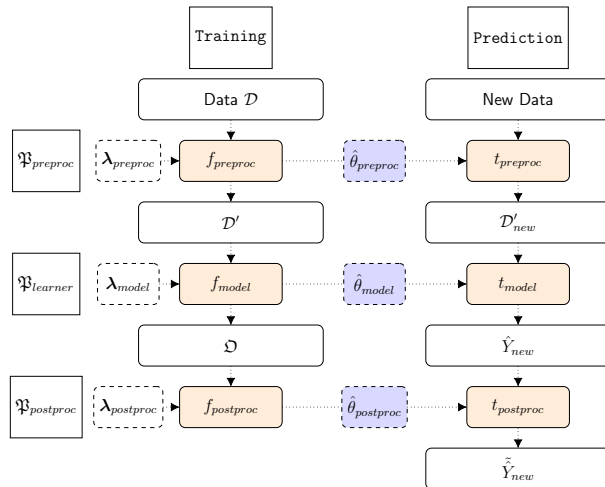 Training Prediction
Data 𝒟 New Data
𝔓preproc λpreproc fpreproc θ̂preproc tpreproc
𝒟′ 𝒟′new
𝔓learner λmodel fmodel θ̂model tmodel
𝔒 Ŷnew
𝔓postproc λpostproc fpostproc θ̂postproc tpostproc
Ŷ̃new